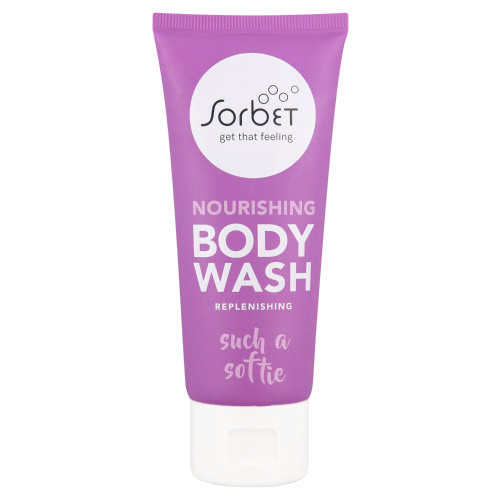 SorbET
get that feeling
NOURISHING
BODY
WASH
REPLENISHING
such a
softie